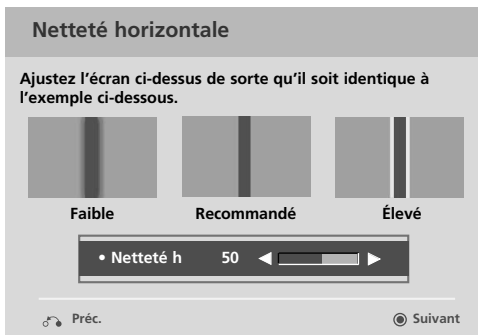 Netteté horizontale
Ajustez l'écran ci-dessus de sorte qu'il soit identique à
l'exemple ci-dessous.
Faible Recommandé Élevé
• Netteté h 50 ◀ ▶
Préc. Suivant